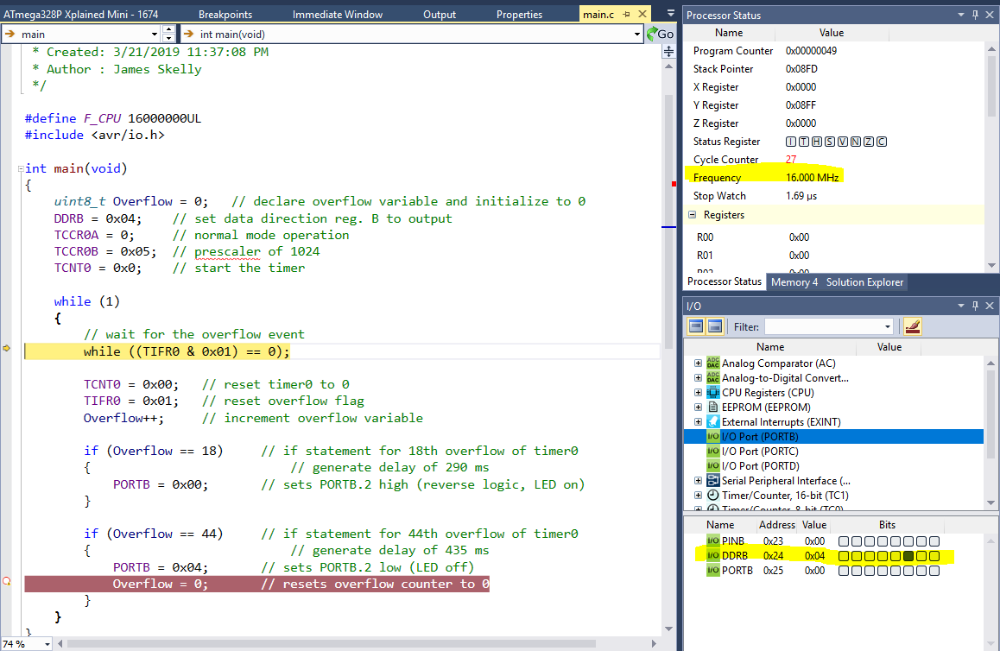 ATmega328P Xplained Mini - 1674 Breakpoints Immediate Window Output Properties main.c
main int main(void) Go
* Created: 3/21/2019 11:37:08 PM
* Author : James Skelly
*/
#define F_CPU 16000000UL
#include <avr/io.h>
int main(void)
{
uint8_t Overflow = 0; // declare overflow variable and initialize to 0
DDRB = 0x04; // set data direction reg. B to output
TCCR0A = 0; // normal mode operation
TCCR0B = 0x05; // prescaler of 1024
TCNT0 = 0x0; // start the timer
while (1)
{
// wait for the overflow event
while ((TIFR0 & 0x01) == 0);
TCNT0 = 0x00; // reset timer0 to 0
TIFR0 = 0x01; // reset overflow flag
Overflow++; // increment overflow variable
if (Overflow == 18) // if statement for 18th overflow of timer0
{ // generate delay of 290 ms
PORTB = 0x00; // sets PORTB.2 high (reverse logic, LED on)
}
if (Overflow == 44) // if statement for 44th overflow of timer0
{ // generate delay of 435 ms
PORTB = 0x04; // sets PORTB.2 low (LED off)
Overflow = 0; // resets overflow counter to 0
}
}
}
74 %
Processor Status
Name Value
Program Counter 0x00000049
Stack Pointer 0x08FD
X Register 0x0000
Y Register 0x08FF
Z Register 0x0000
Status Register I T H S V N Z C
Cycle Counter 27
Frequency 16.000 MHz
Stop Watch 1.69 µs
Registers
R00 0x00
R01 0x00
R02 0x00
Processor Status Memory 4 Solution Explorer
I/O
Filter:
Name Value
Analog Comparator (AC)
Analog-to-Digital Convert...
CPU Registers (CPU)
EEPROM (EEPROM)
External Interrupts (EXINT)
I/O Port (PORTB)
I/O Port (PORTC)
I/O Port (PORTD)
Serial Peripheral Interface (...
Timer/Counter, 16-bit (TC1)
Timer/Counter, 8-bit (TC0)
Name Address Value Bits
PINB 0x23 0x00
DDRB 0x24 0x04
PORTB 0x25 0x00